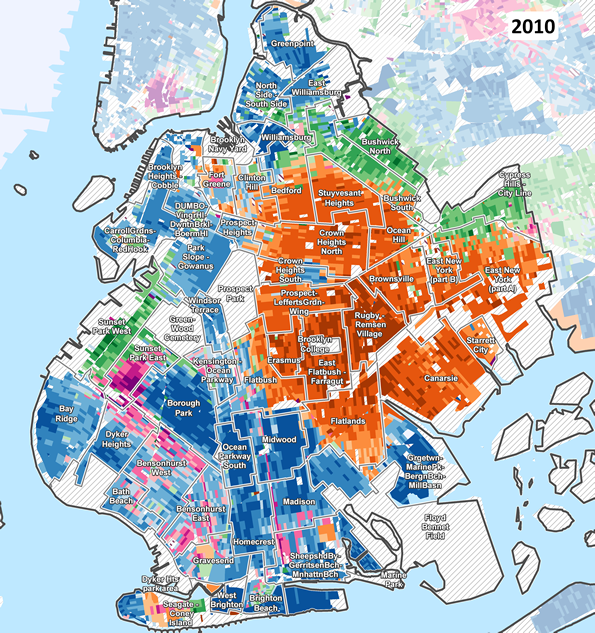 2010
Greenpoint
North
Side -
South Side
East
Williamsburg
Williamsburg
Brooklyn
Navy Yard
Bushwick
North
Brooklyn
Heights
Cobble
Fort
Greene
Clinton
Hill
Bedford
Stuyvesant
Heights
Bushwick
South
Cypress
Hills -
City Line
DUMBO-
VingrHl-
DwntnBrkl-
BoermHl
Prospect
Heights
CarrollGrdns-
Columbia-
RedHook
Park
Slope -
Gowanus
Crown
Heights
North
Ocean
Hill
Crown
Heights
South
Brownsville
East New
York
(part B)
East New
York
(part A)
Prospect
Park
Prospect-
LeffertsGrdn-
Wing
Windsor
Terrace
Rugby-
Remsen
Village
Sunset
Park West
Green-
Wood
Cemetery
Starrett
City
Sunset
Park East
Kensington-
Ocean
Parkway
Brooklyn
College
Erasmus
East
Flatbush -
Farragut
Flatbush
Canarsie
Bay
Ridge
Borough
Park
Flatlands
Dyker
Heights
Ocean
Parkway
South
Midwood
Bensonhurst
West
Grgetwn-
MarinePk-
BergnBch-
MillBasn
Bath
Beach
Madison
Bensonhurst
East
Floyd
Bennet
Field
Homecrest
Gravesend
SheepshdBy-
GerritsenBch-
MnhattnBch
Marine
Park
Dyker Hts
park area
Seagate -
Coney
Island
West
Brighton
Brighton
Beach